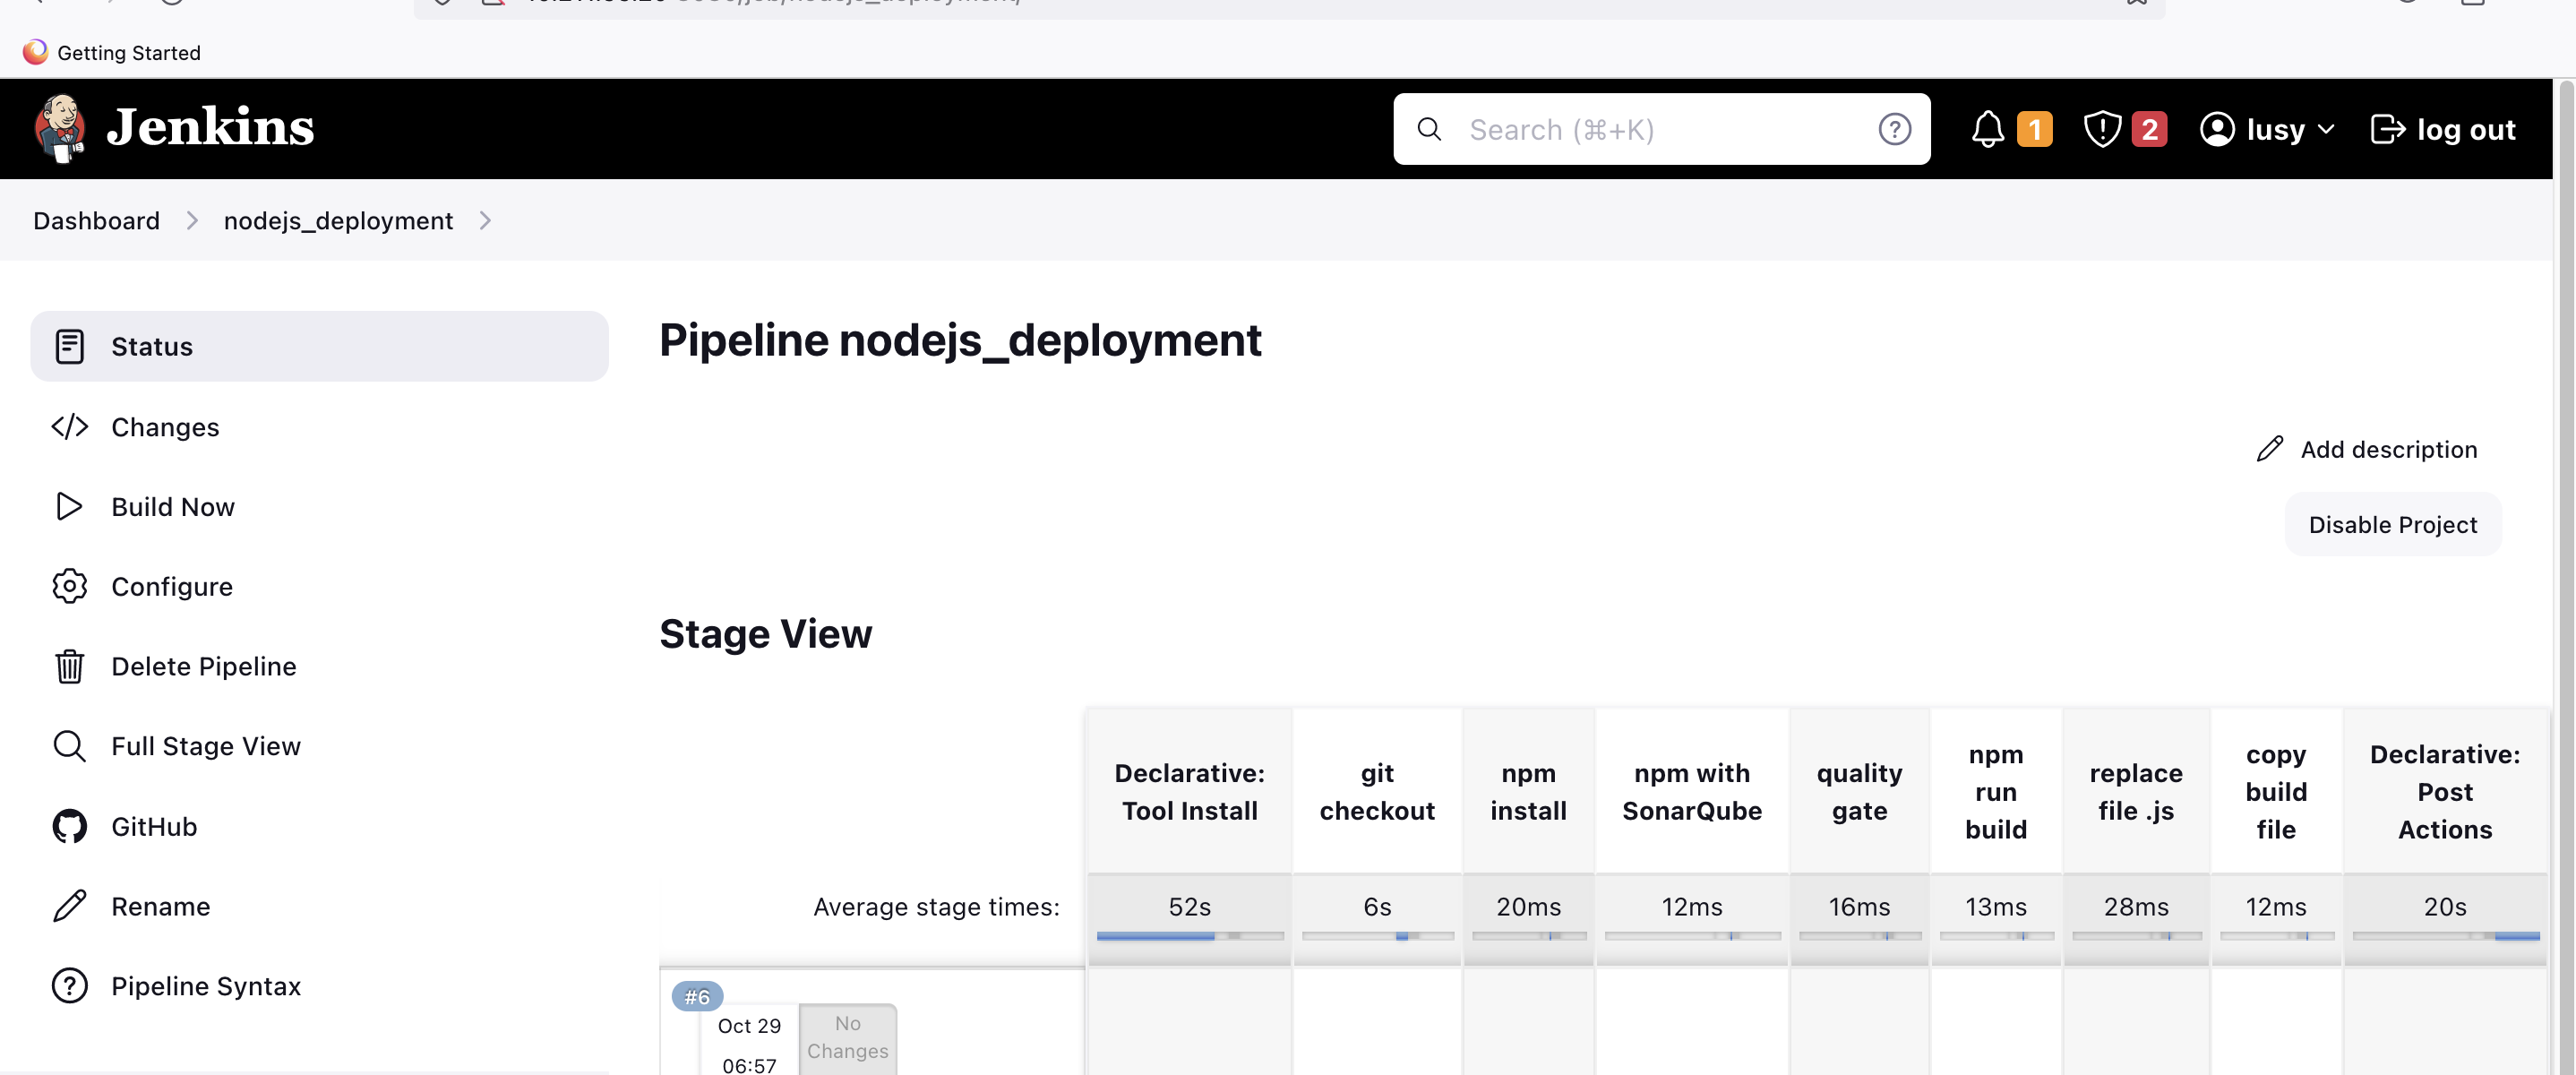 Getting Started
Jenkins
Search (⌘+K)
1
2
lusy
log out
Dashboard
nodejs_deployment
Status
Changes
Build Now
Configure
Delete Pipeline
Full Stage View
GitHub
Rename
Pipeline Syntax
Pipeline nodejs_deployment
Add description
Disable Project
Stage View
Declarative:
Tool Install
git
checkout
npm
install
npm with
SonarQube
quality
gate
npm
run
build
replace
file .js
copy
build
file
Declarative:
Post
Actions
Average stage times:
52s
6s
20ms
12ms
16ms
13ms
28ms
12ms
20s
#6
Oct 29
06:57
No
Changes